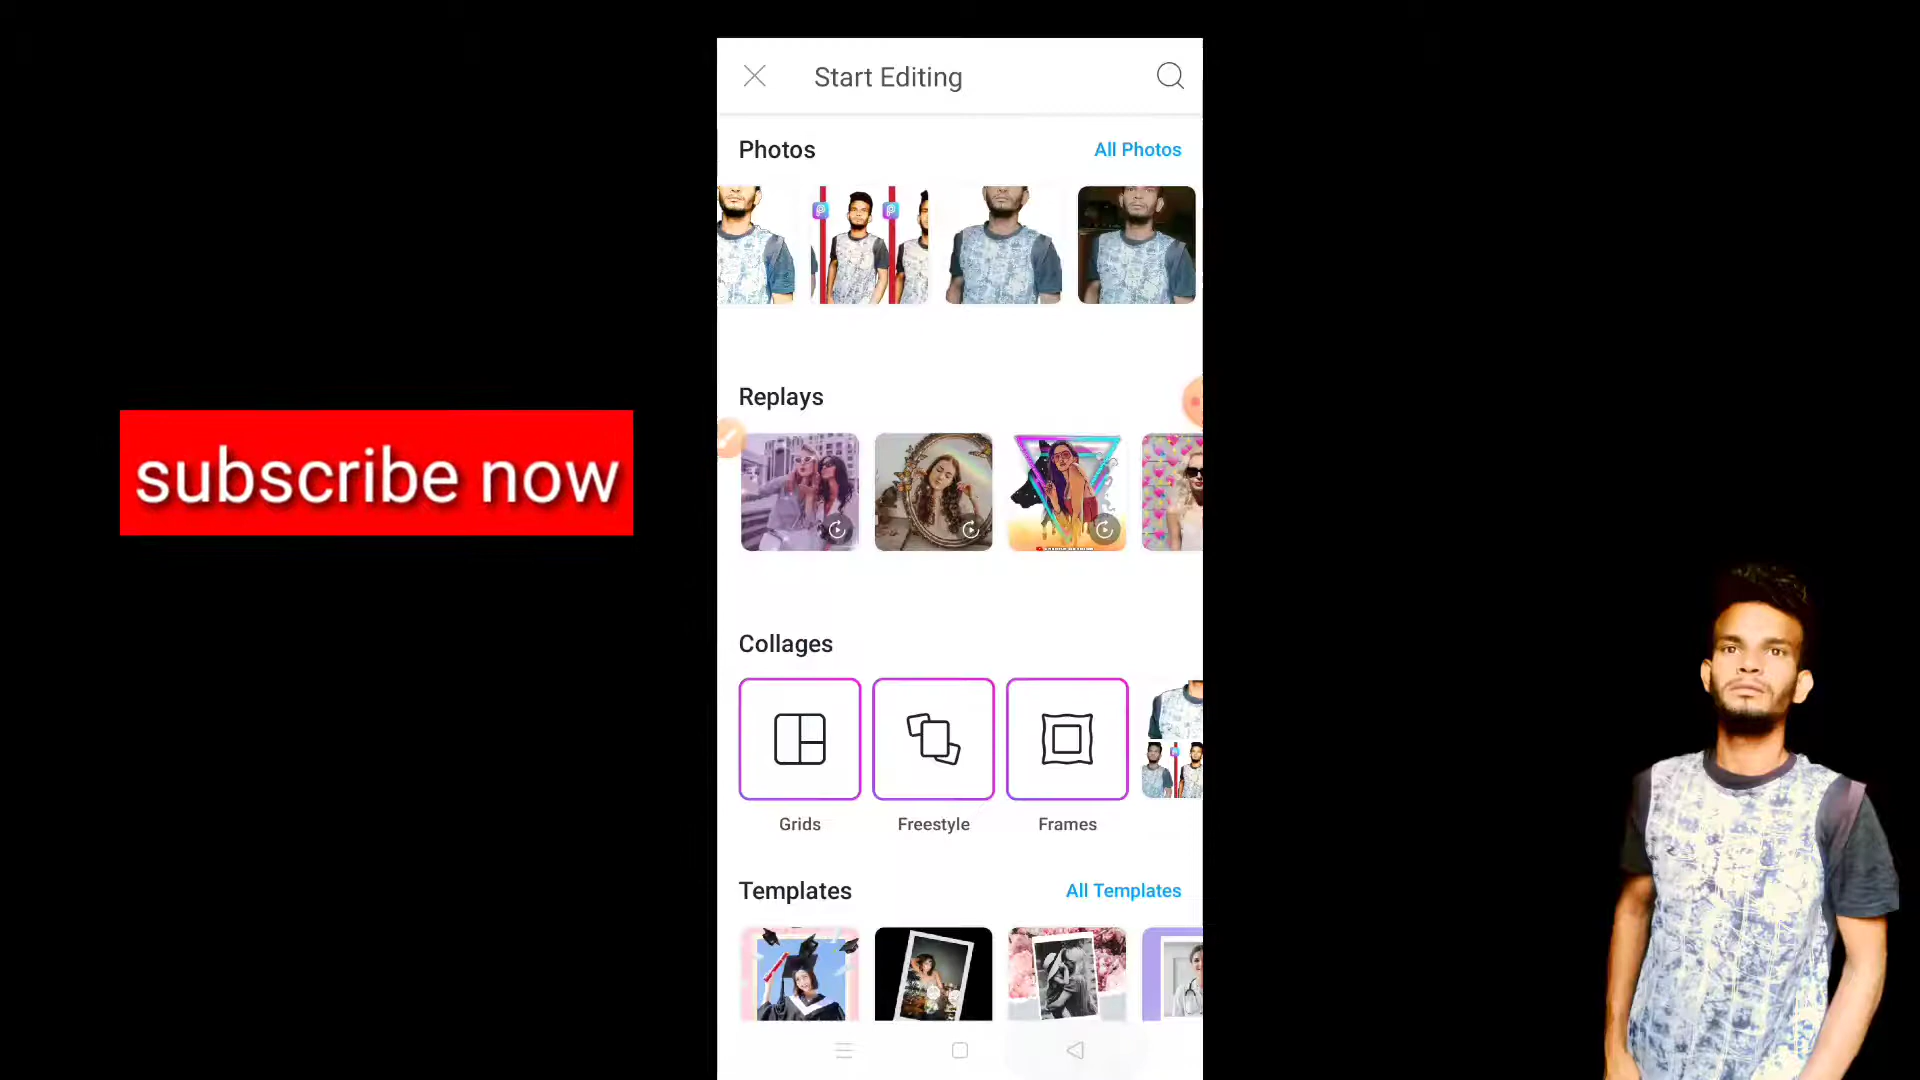 Start Editing
Photos
All Photos
subscribe now
Replays
Collages
Grids
Freestyle
Frames
Templates
All Templates